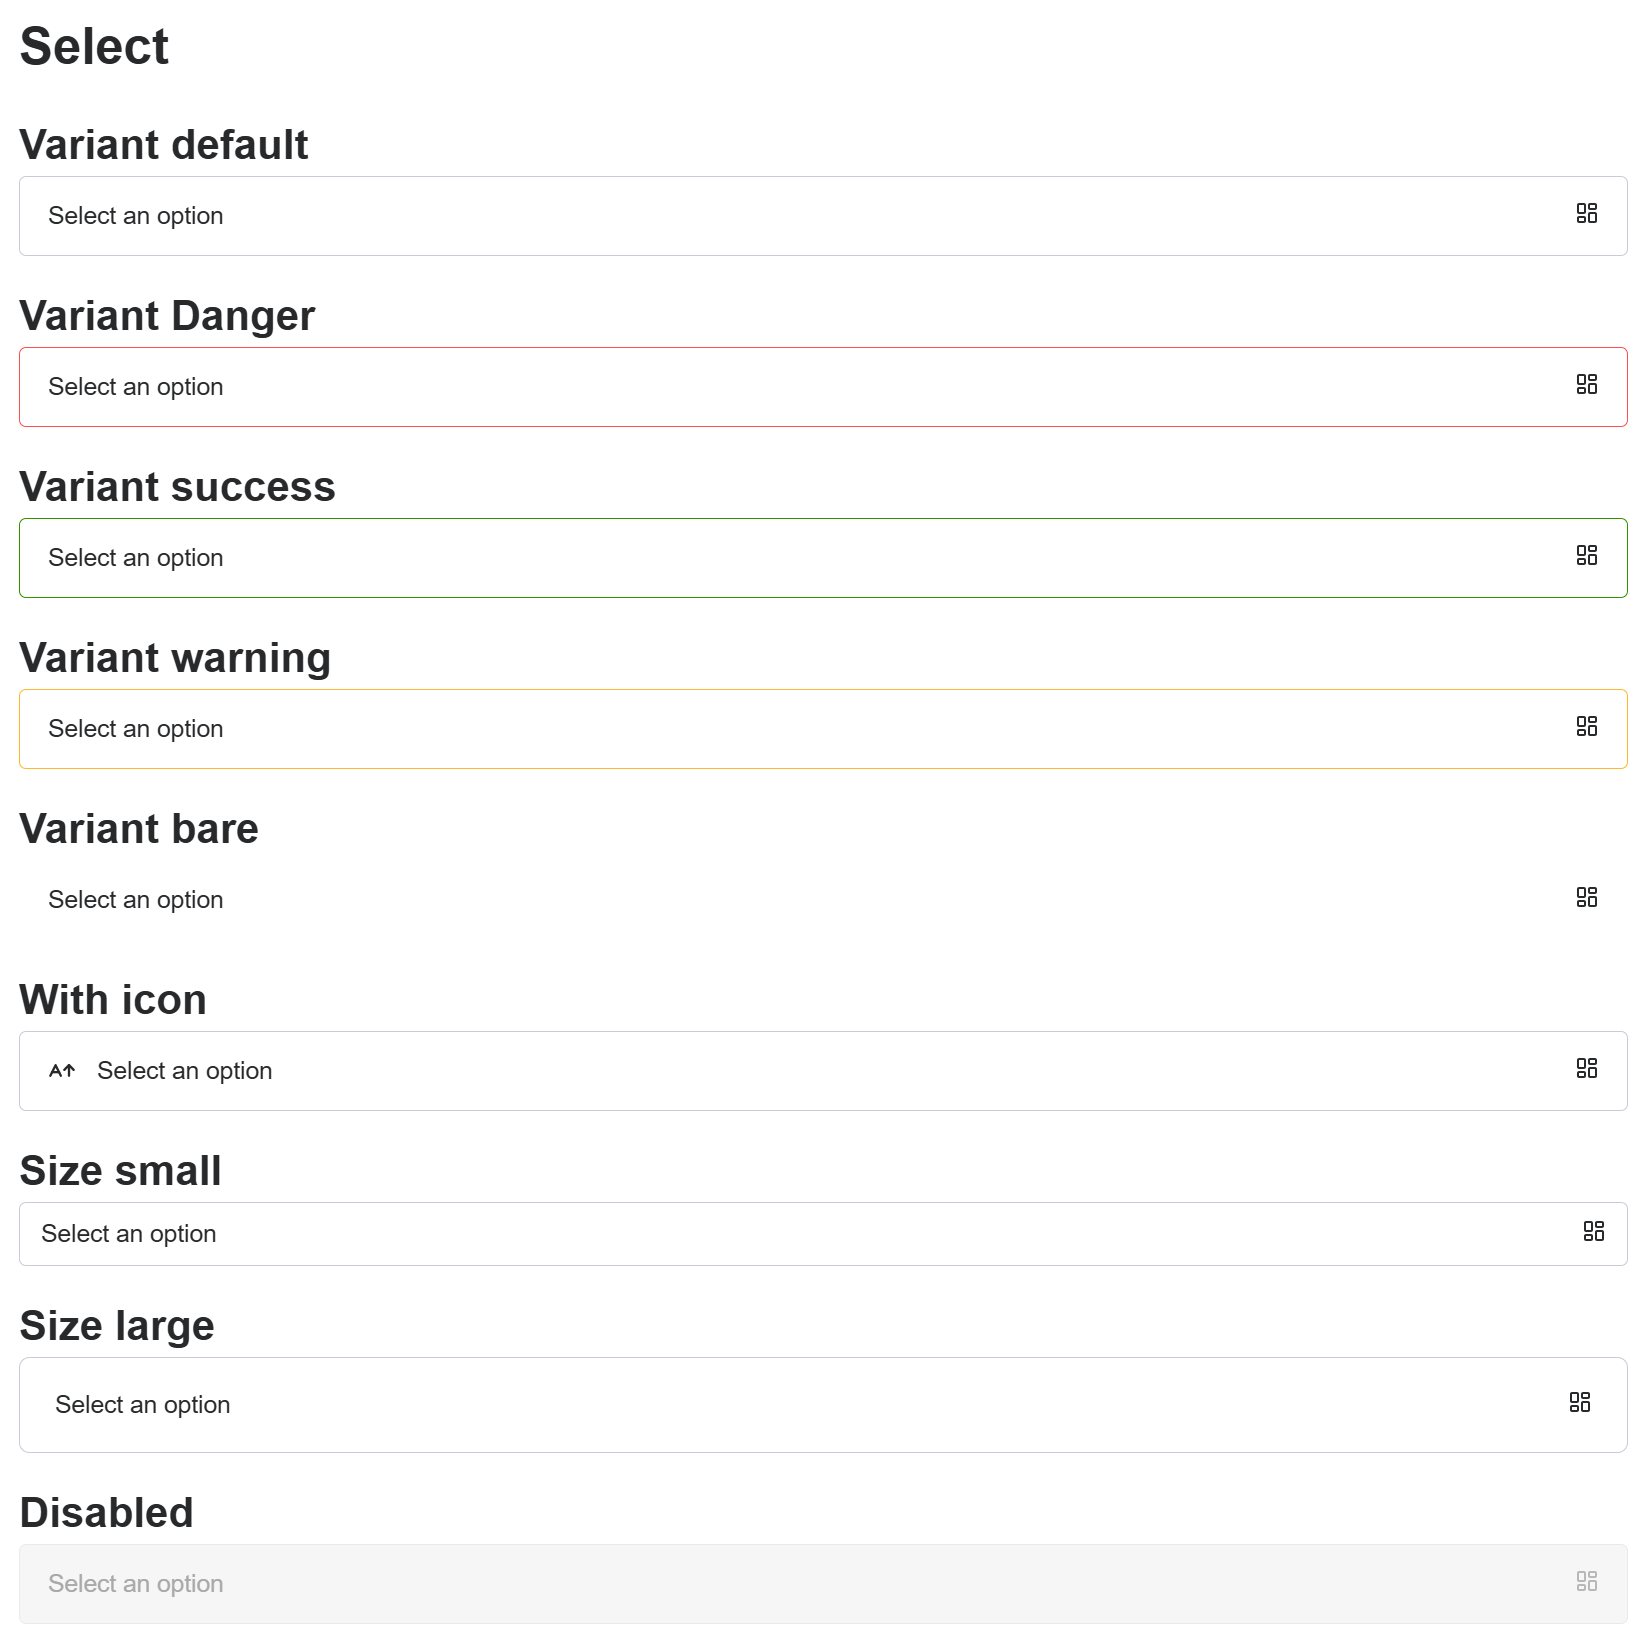 Select
Variant default
Select an option
Variant Danger
Select an option
Variant success
Select an option
Variant warning
Select an option
Variant bare
Select an option
With icon
Select an option
Size small
Select an option
Size large
Select an option
Disabled
Select an option